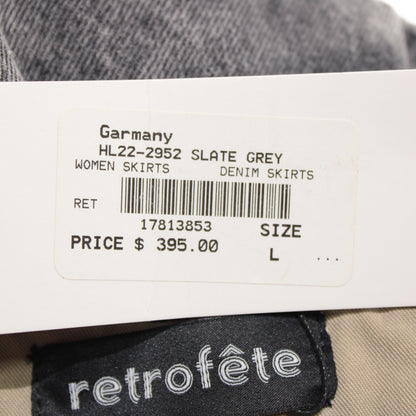 Garmany
HL22-2952 SLATE GREY
WOMEN SKIRTS DENIM SKIRTS
RET
17813853 SIZE
PRICE $ 395.00 L ...
retrofête